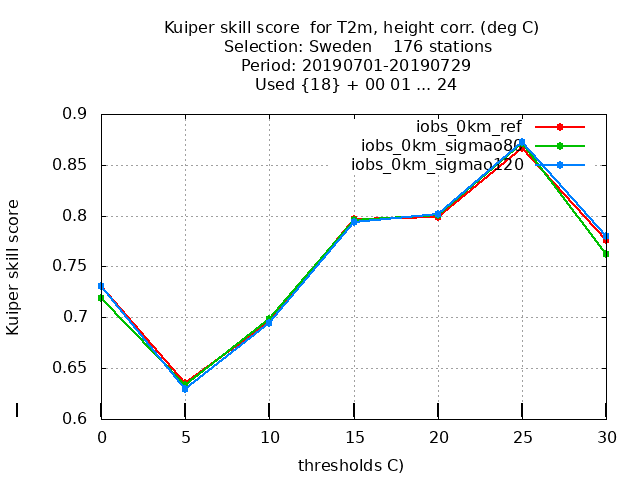 Kuiper skill score  for T2m, height corr. (deg C)
Selection: Sweden    176 stations
Period: 20190701-20190729
Used {18} + 00 01 ... 24
iobs_0km_ref
iobs_0km_sigmao80
iobs_0km_sigmao120
0.9
0.85
0.8
0.75
0.7
0.65
0.6
Kuiper skill score
0 5 10 15 20 25 30
thresholds C)